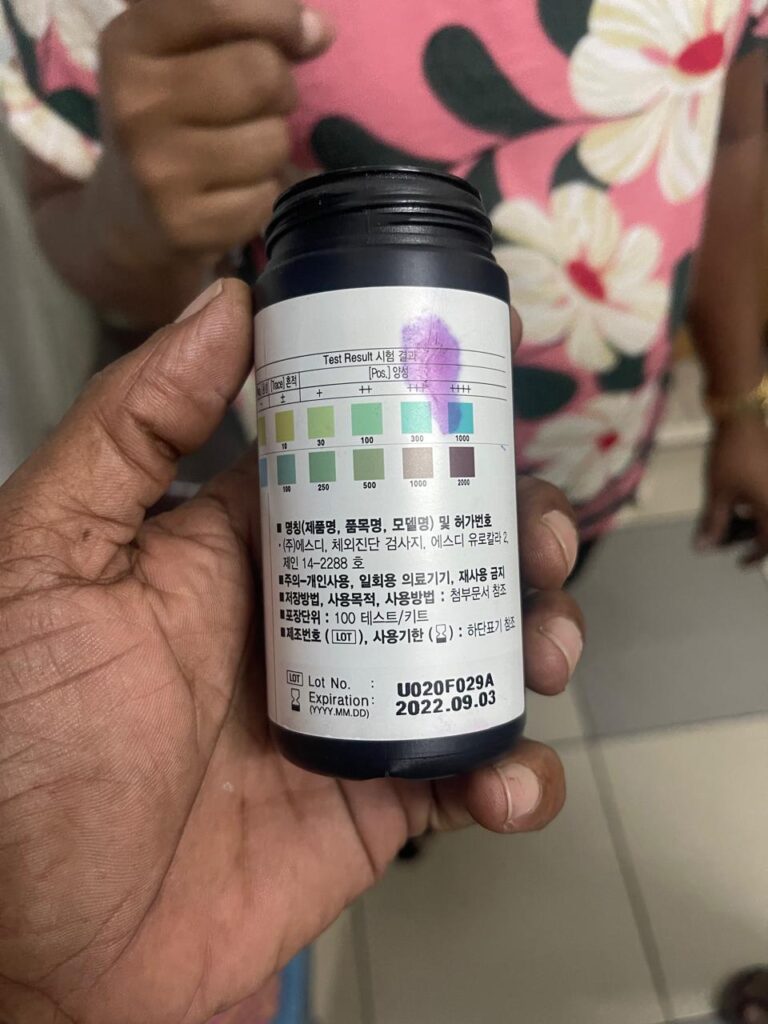 Test Result 시험 결과
[Pos.] 양성
[Trace] 흔적
± + ++ +++ ++++
10 30 100 300 1000
100 250 500 1000 2000
■ 명칭(제품명, 품목명, 모델명) 및 허가번호
· (주)에스디, 체외진단 검사지, 에스디 유로칼라 2,
제인 14-2288 호
■주의-개인사용, 일회용 의료기기, 재사용 금지
■저장방법, 사용목적, 사용방법 : 첨부문서 참조
■포장단위 : 100 테스트/키트
■제조번호 (LOT), 사용기한 (⌛) : 하단표기 참조
LOT Lot No. : U020F029A
Expiration: 2022.09.03
(YYYY.MM.DD)